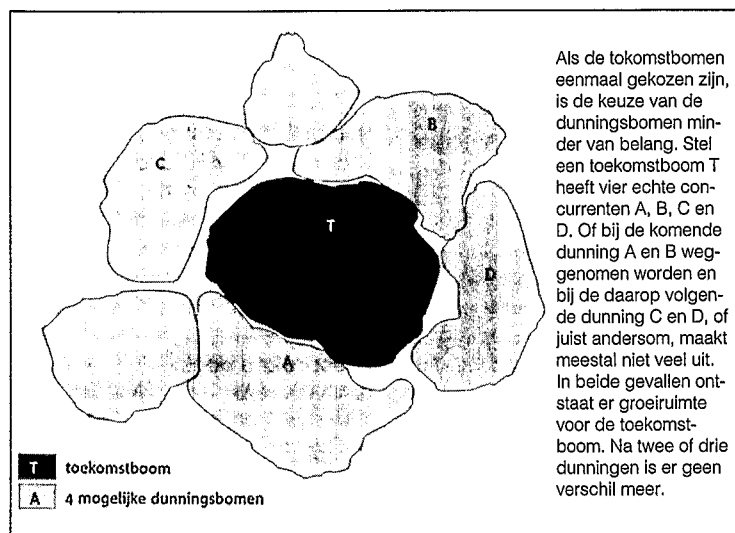 C
B
T
D
A
T toekomstboom
A 4 mogelijke dunningsbomen
Als de tokomstbomen
eenmaal gekozen zijn,
is de keuze van de
dunningsbomen min-
der van belang. Stel
een toekomstboom T
heeft vier echte con-
currenten A, B, C en
D. Of bij de komende
dunning A en B weg-
genomen worden en
bij de daarop volgen-
de dunning C en D, of
juist andersom, maakt
meestal niet veel uit.
In beide gevallen ont-
staat er groeiruimte
voor de toekomst-
boom. Na twee of drie
dunningen is er geen
verschil meer.